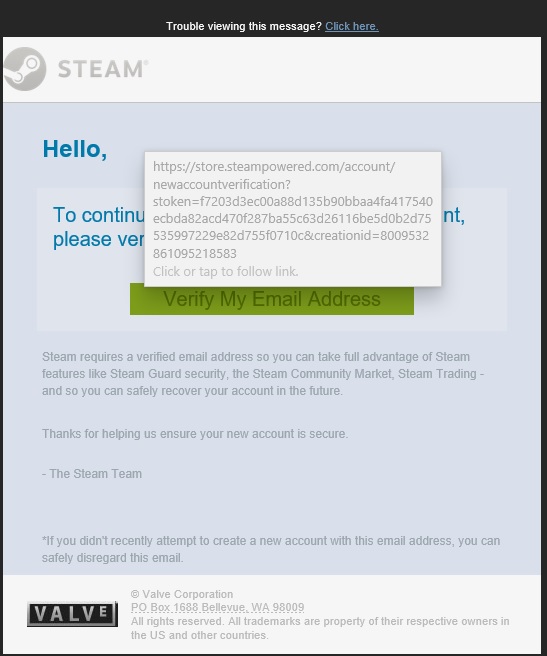 Trouble viewing this message? Click here.
STEAM®
Hello,
https://store.steampowered.com/account/
newaccountverification?
stoken=f7203d3ec00a88d135b90bbaa4fa417540
ecbda82acd470f287ba55c63d26116be5d0b2d75
535997229e82d755f0710c&creationid=8009532
861095218583
Click or tap to follow link.
To continu nt,
please ver
Verify My Email Address
Steam requires a verified email address so you can take full advantage of Steam
features like Steam Guard security, the Steam Community Market, Steam Trading -
and so you can safely recover your account in the future.
Thanks for helping us ensure your new account is secure.
- The Steam Team
*If you didn't recently attempt to create a new account with this email address, you can
safely disregard this email.
VALVE
© Valve Corporation
PO Box 1688 Bellevue, WA 98009
All rights reserved. All trademarks are property of their respective owners in
the US and other countries.